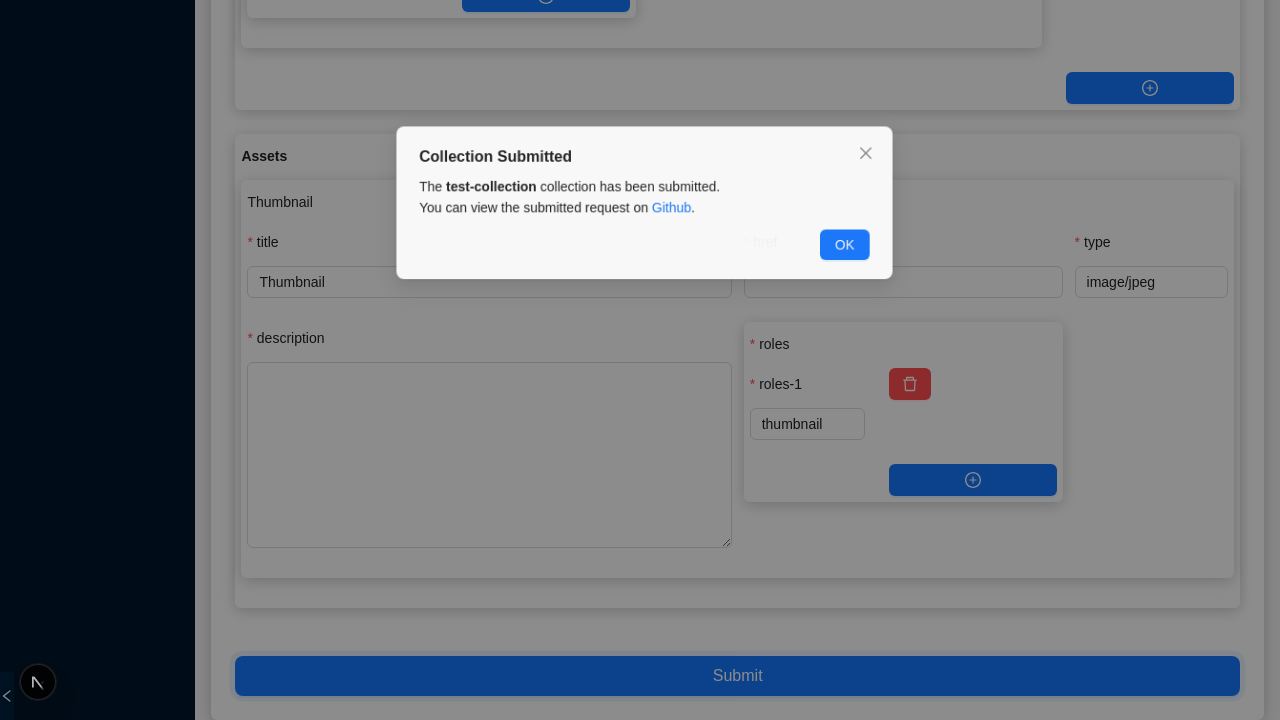 Collection Submitted
The test-collection collection has been submitted.
You can view the submitted request on Github.
OK
Assets
Thumbnail
* title
href
* type
Thumbnail
image/jpeg
* description
* roles
* roles-1
thumbnail
Submit